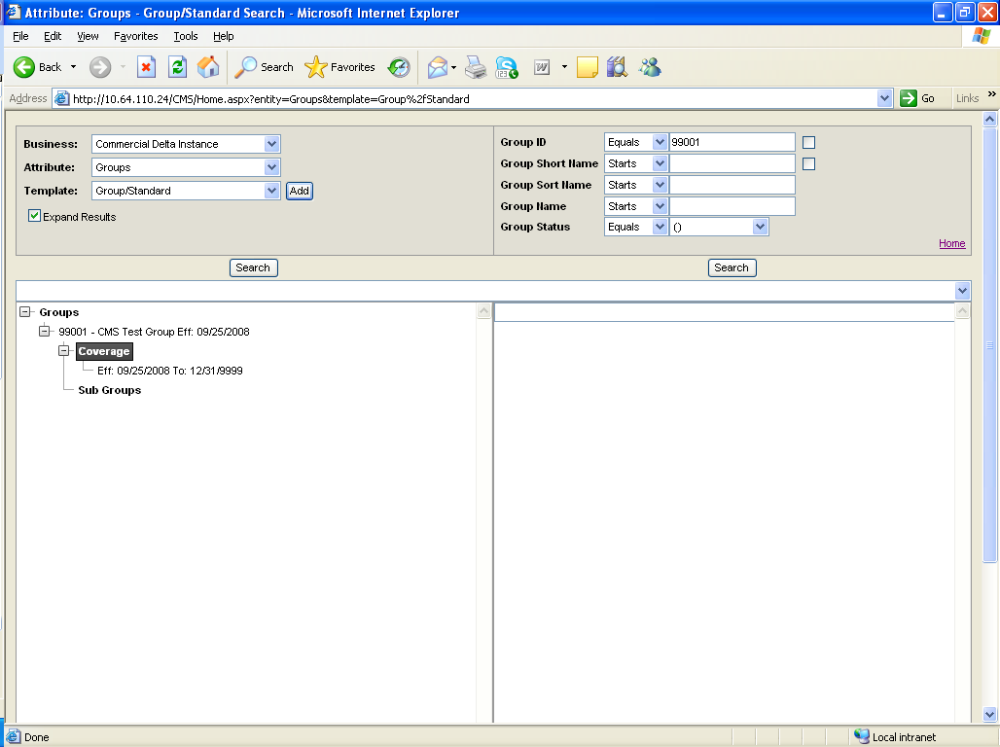 Attribute: Groups - Group/Standard Search - Microsoft Internet Explorer
File Edit View Favorites Tools Help
Back Search Favorites
Address http://10.64.110.24/CMS/Home.aspx?entity=Groups&template=Group%2fStandard Go Links »
Business: Commercial Delta Instance
Attribute: Groups
Template: Group/Standard Add
Expand Results
Group ID Equals 99001
Group Short Name Starts
Group Sort Name Starts
Group Name Starts
Group Status Equals ()
Home
Search Search
Groups
99001 - CMS Test Group Eff: 09/25/2008
Coverage
Eff: 09/25/2008 To: 12/31/9999
Sub Groups
Done Local intranet